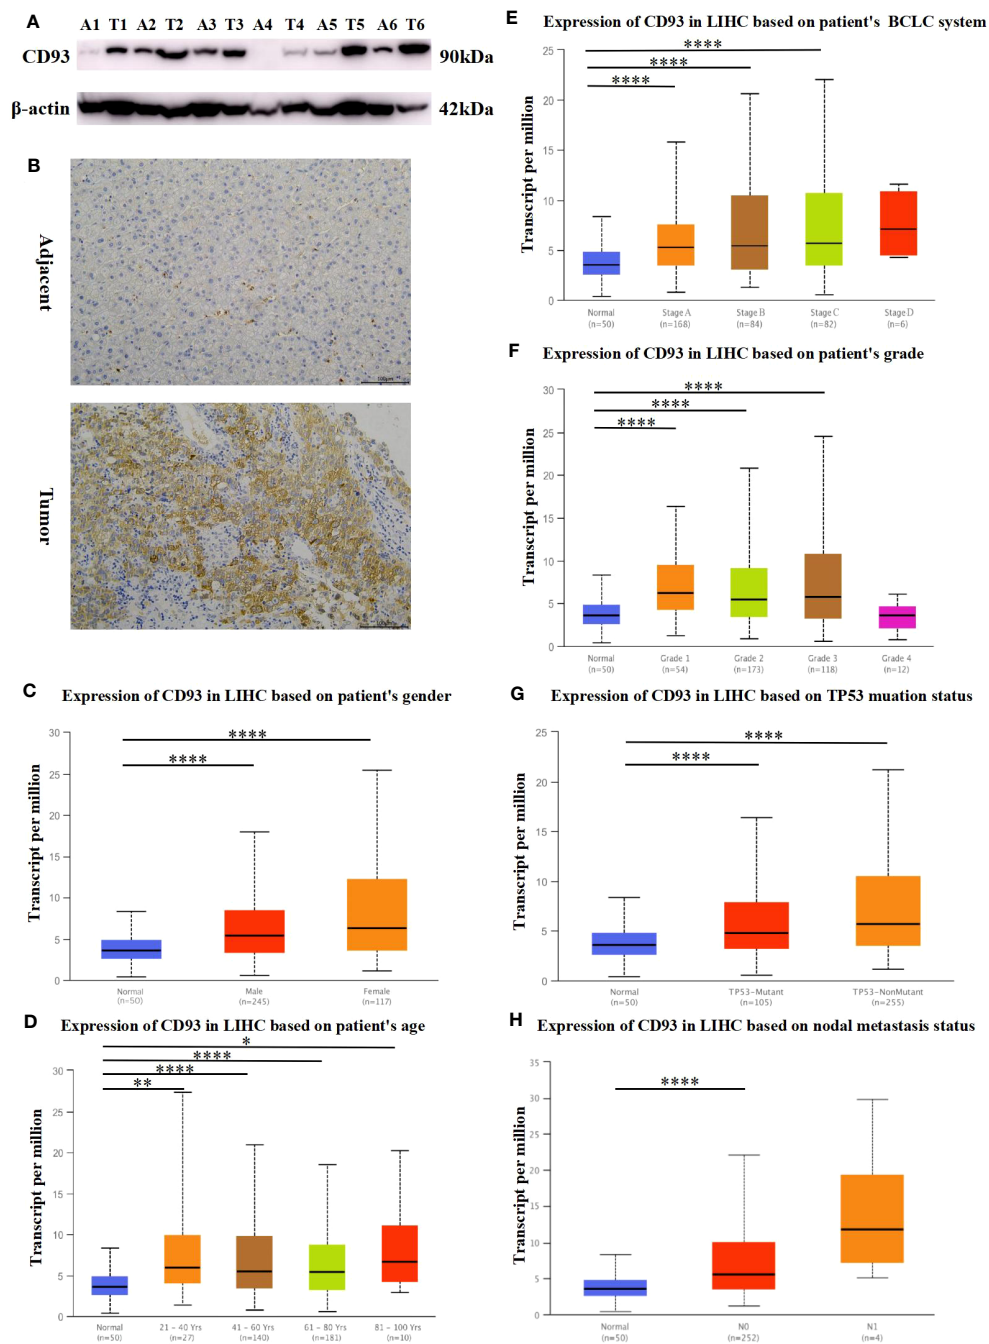 A
A1 T1 A2 T2 A3 T3 A4 T4 A5 T5 A6 T6
CD93
90kDa
β-actin
42kDa
B
Adjacent
Tumor
C
Expression of CD93 in LIHC based on patient's gender
Transcript per million
30
25
20
15
10
5
0
****
****
Normal
(n=50)
Male
(n=245)
Female
(n=117)
D
Expression of CD93 in LIHC based on patient's age
Transcript per million
30
25
20
15
10
5
0
*
****
****
**
Normal
(n=50)
21 – 40 Yrs
(n=27)
41 – 60 Yrs
(n=140)
61 – 80 Yrs
(n=181)
81 – 100 Yrs
(n=10)
E
Expression of CD93 in LIHC based on patient's BCLC system
Transcript per million
25
20
15
10
5
0
****
****
****
Normal
(n=50)
Stage A
(n=168)
Stage B
(n=84)
Stage C
(n=82)
Stage D
(n=6)
F
Expression of CD93 in LIHC based on patient's grade
Transcript per million
30
25
20
15
10
5
0
****
****
****
Normal
(n=50)
Grade 1
(n=54)
Grade 2
(n=173)
Grade 3
(n=118)
Grade 4
(n=12)
G
Expression of CD93 in LIHC based on TP53 muation status
Transcript per million
25
20
15
10
5
0
****
****
Normal
(n=50)
TP53-Mutant
(n=105)
TP53-NonMutant
(n=255)
H
Expression of CD93 in LIHC based on nodal metastasis status
Transcript per million
35
30
25
20
15
10
5
0
****
Normal
(n=50)
N0
(n=252)
N1
(n=4)